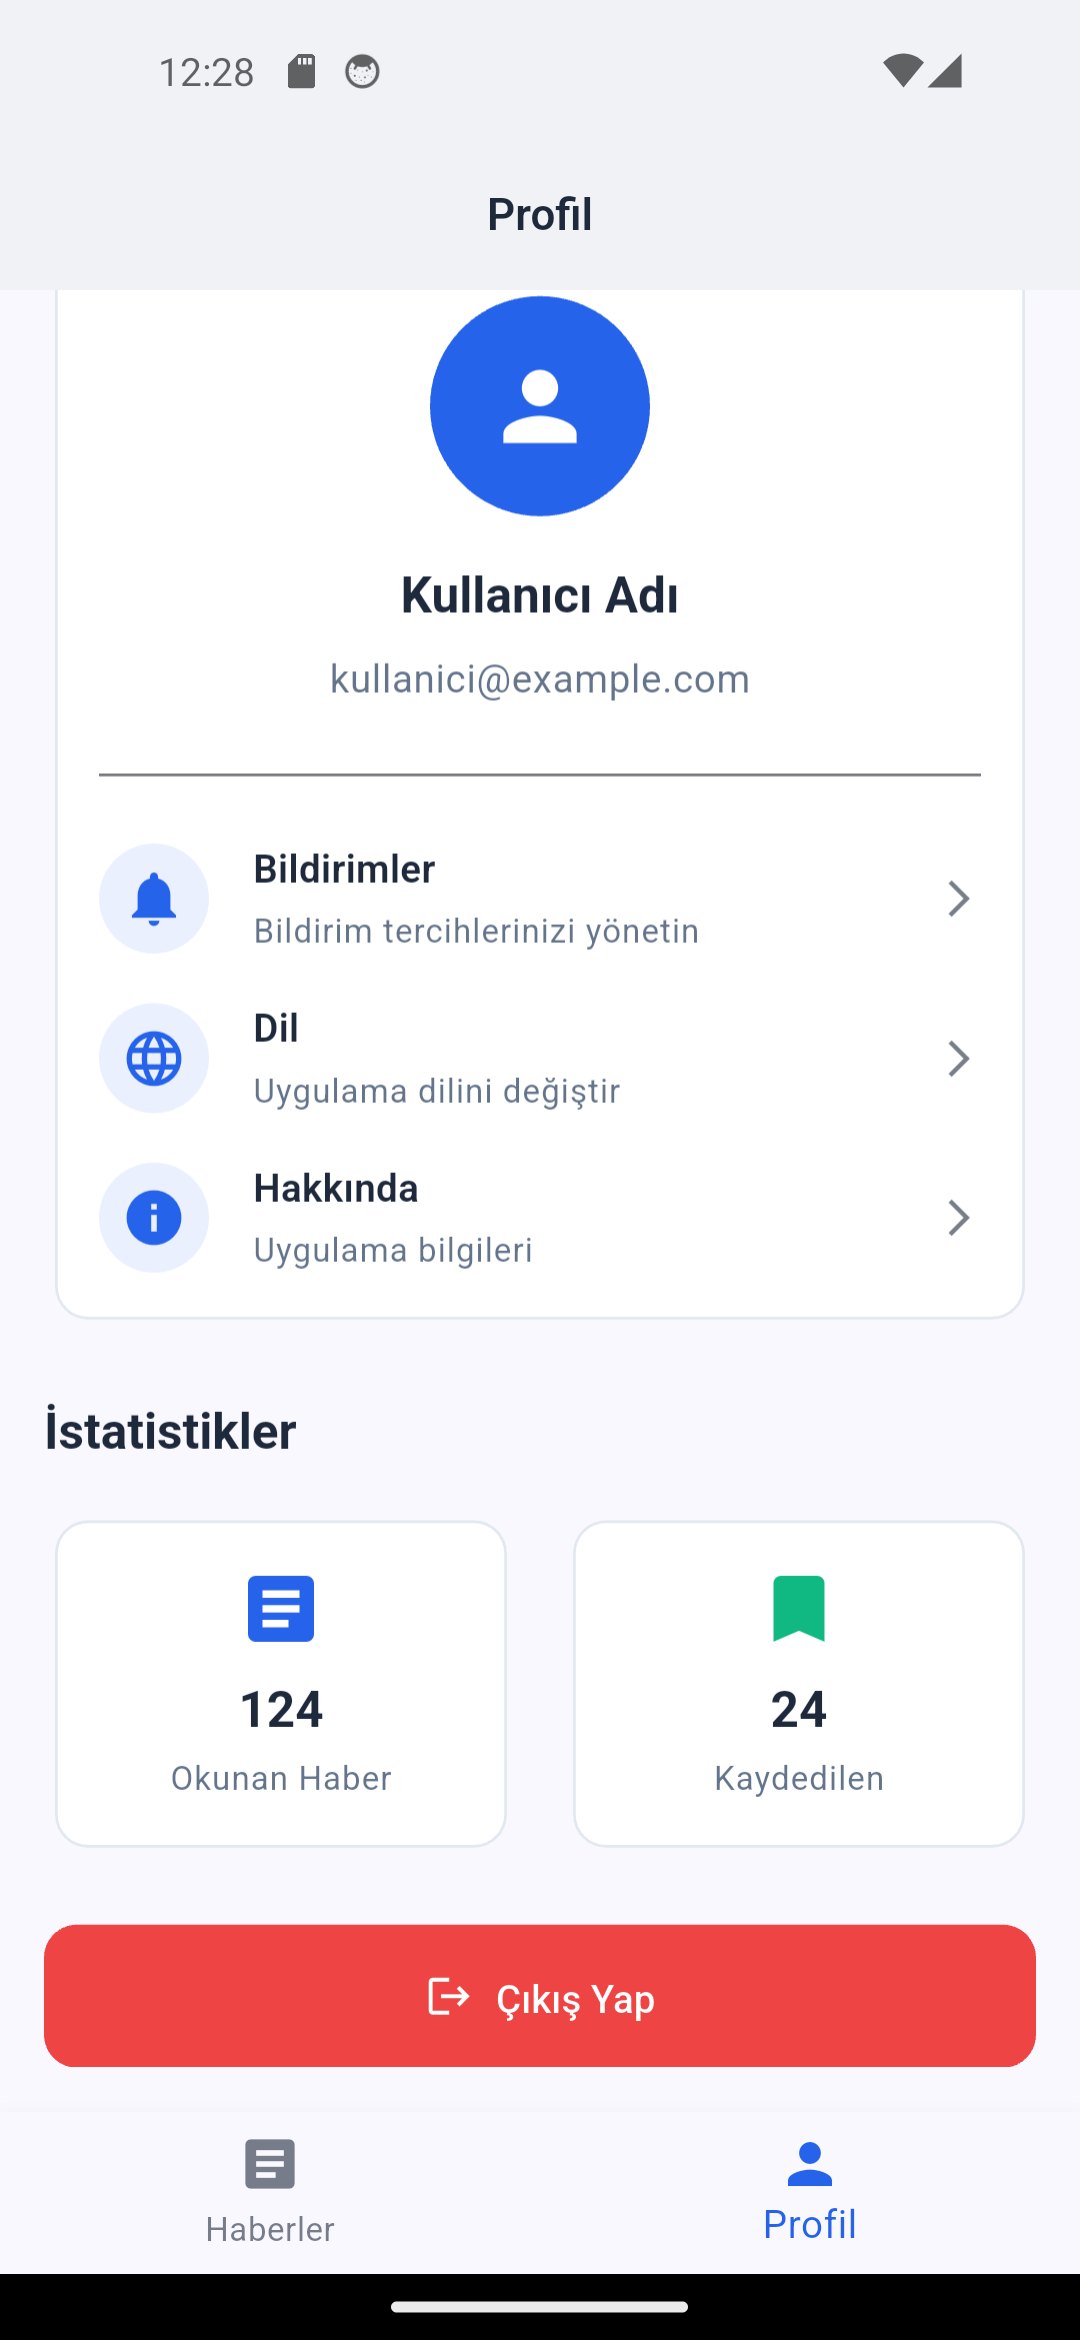 12:28
Profil
Kullanıcı Adı
kullanici@example.com
Bildirimler
Bildirim tercihlerinizi yönetin
Dil
Uygulama dilini değiştir
Hakkında
Uygulama bilgileri
İstatistikler
124
Okunan Haber
24
Kaydedilen
Çıkış Yap
Haberler
Profil